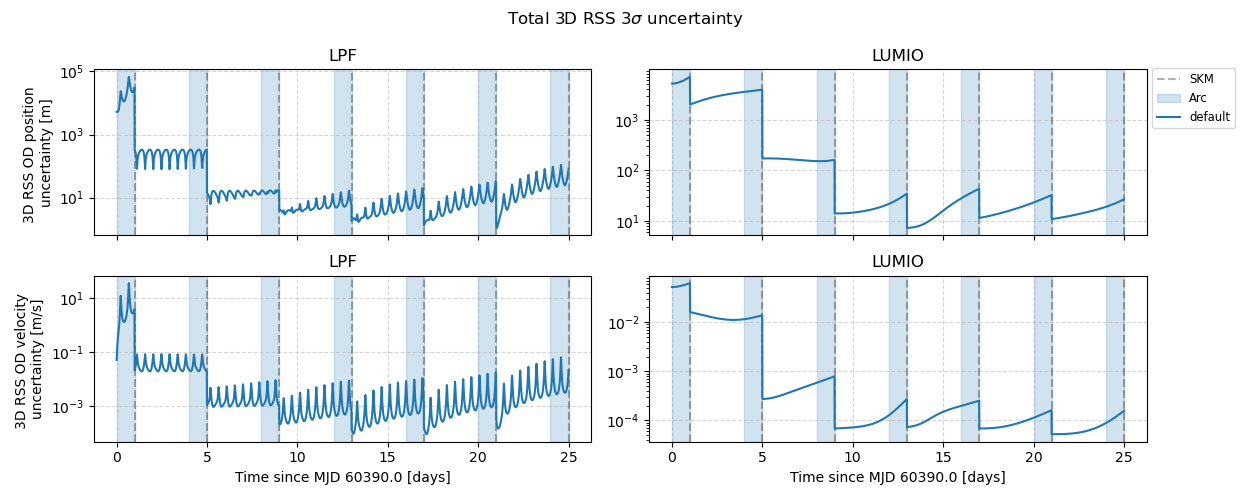 Total 3D RSS 3σ uncertainty
LPF
LUMIO
3D RSS OD position
uncertainty [m]
10^5
10^3
10^1
10^3
10^2
10^1
SKM
Arc
default
LPF
LUMIO
3D RSS OD velocity
uncertainty [m/s]
10^1
10^−1
10^−3
10^−2
10^−3
10^−4
0 5 10 15 20 25
0 5 10 15 20 25
Time since MJD 60390.0 [days]
Time since MJD 60390.0 [days]